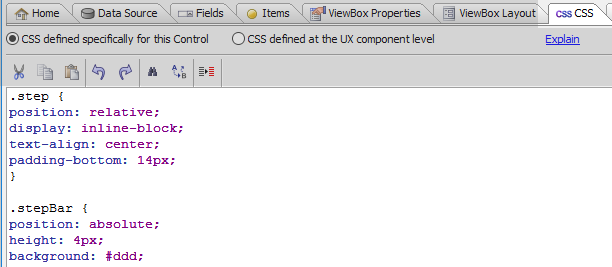 Home Data Source Fields Items ViewBox Properties ViewBox Layout CSS CSS
CSS defined specifically for this Control CSS defined at the UX component level Explain
.step {
position: relative;
display: inline-block;
text-align: center;
padding-bottom: 14px;
}
.stepBar {
position: absolute;
height: 4px;
background: #ddd;